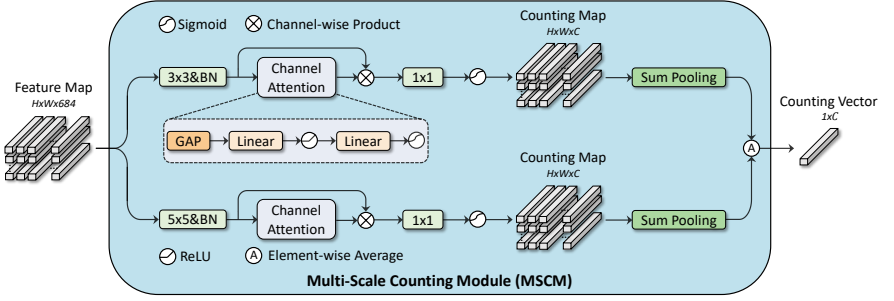 Sigmoid
Channel-wise Product
Feature Map
HxWx684
3x3&BN
Channel
Attention
1x1
Counting Map
HxWxC
Sum Pooling
GAP
Linear
Linear
Counting Vector
1xC
A
5x5&BN
Channel
Attention
1x1
Counting Map
HxWxC
Sum Pooling
ReLU
A Element-wise Average
Multi-Scale Counting Module (MSCM)